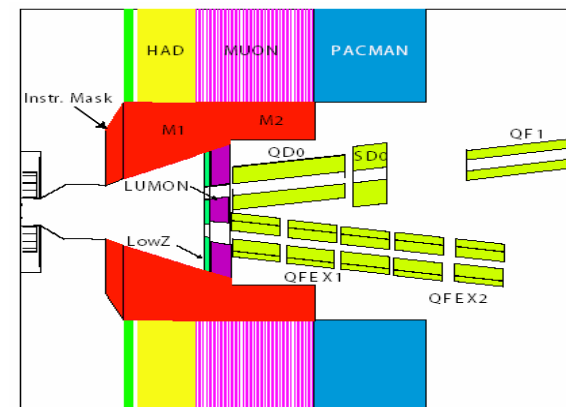 HAD MUON PACMAN
Instr. Mask
M1 M2
QD0 SD0 QF1
LUMON
LowZ
QFEX1
QFEX2